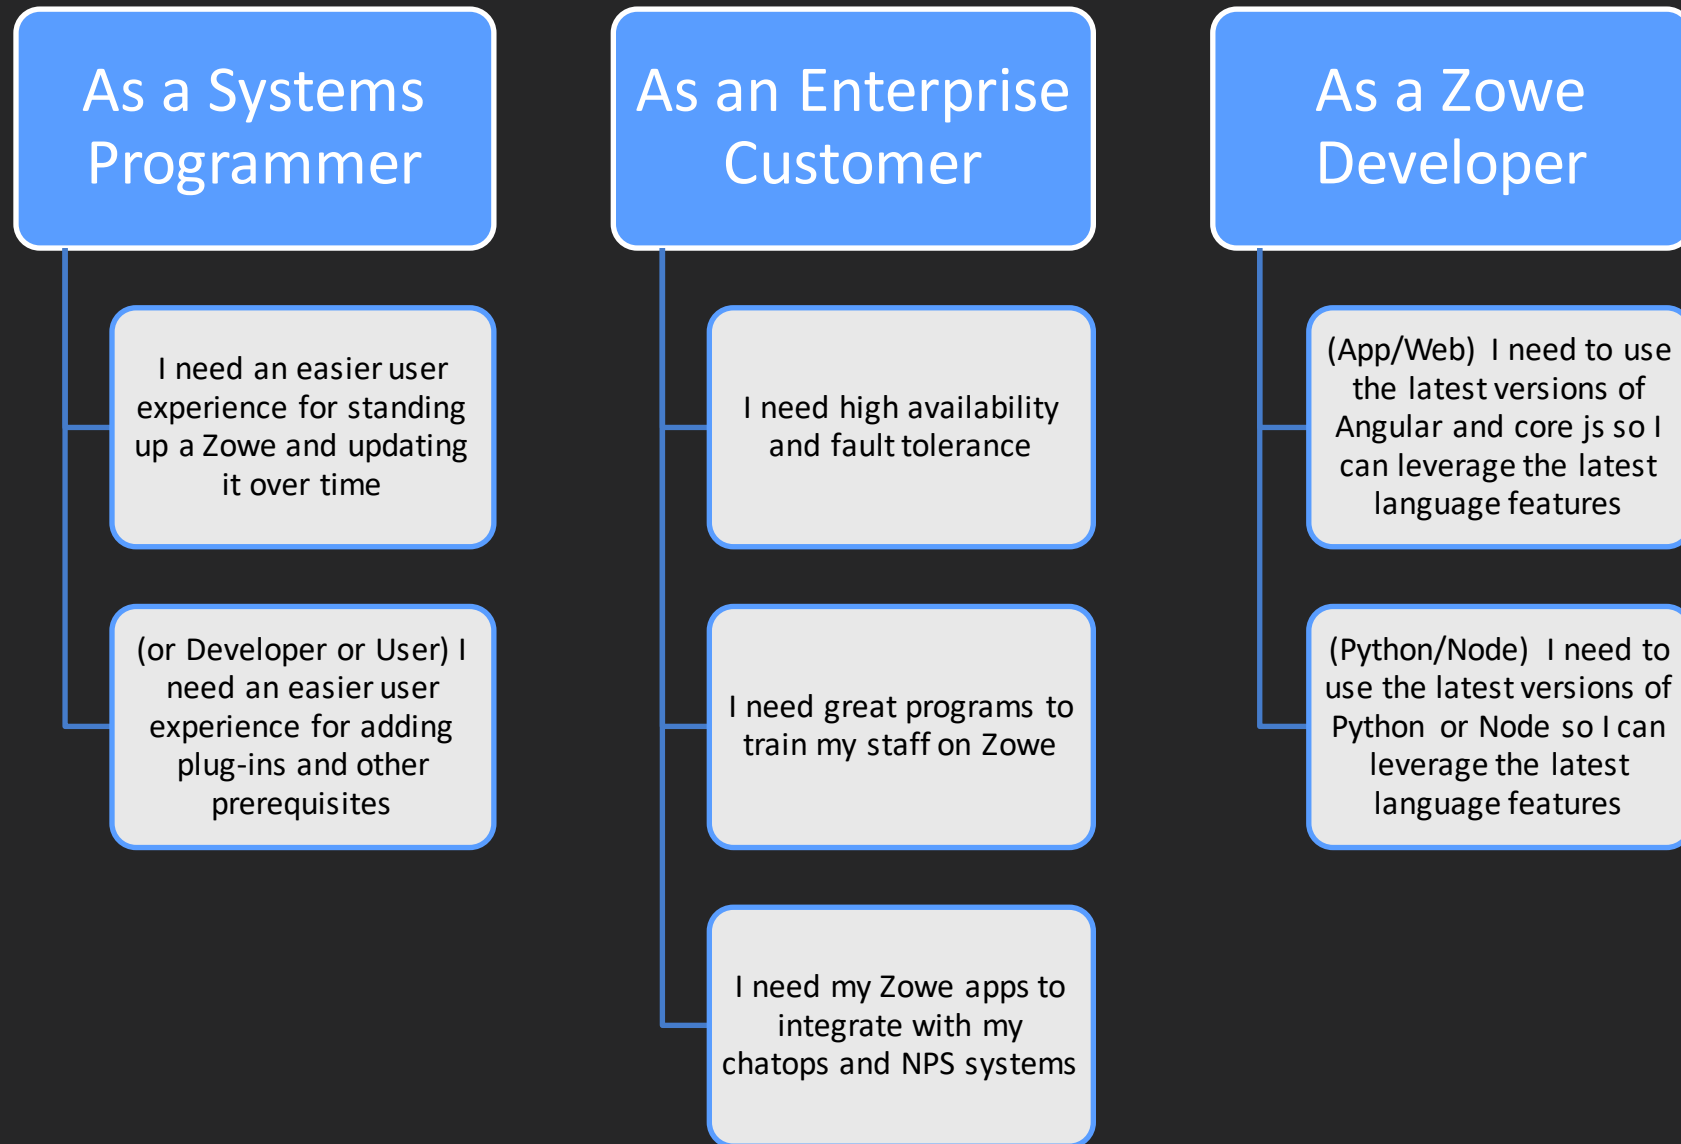 As a Systems
Programmer
I need an easier user
experience for standing
up a Zowe and updating
it over time
(or Developer or User) I
need an easier user
experience for adding
plug-ins and other
prerequisites
As an Enterprise
Customer
I need high availability
and fault tolerance
I need great programs to
train my staff on Zowe
I need my Zowe apps to
integrate with my
chatops and NPS systems
As a Zowe
Developer
(App/Web) I need to use
the latest versions of
Angular and core js so I
can leverage the latest
language features
(Python/Node) I need to
use the latest versions of
Python or Node so I can
leverage the latest
language features